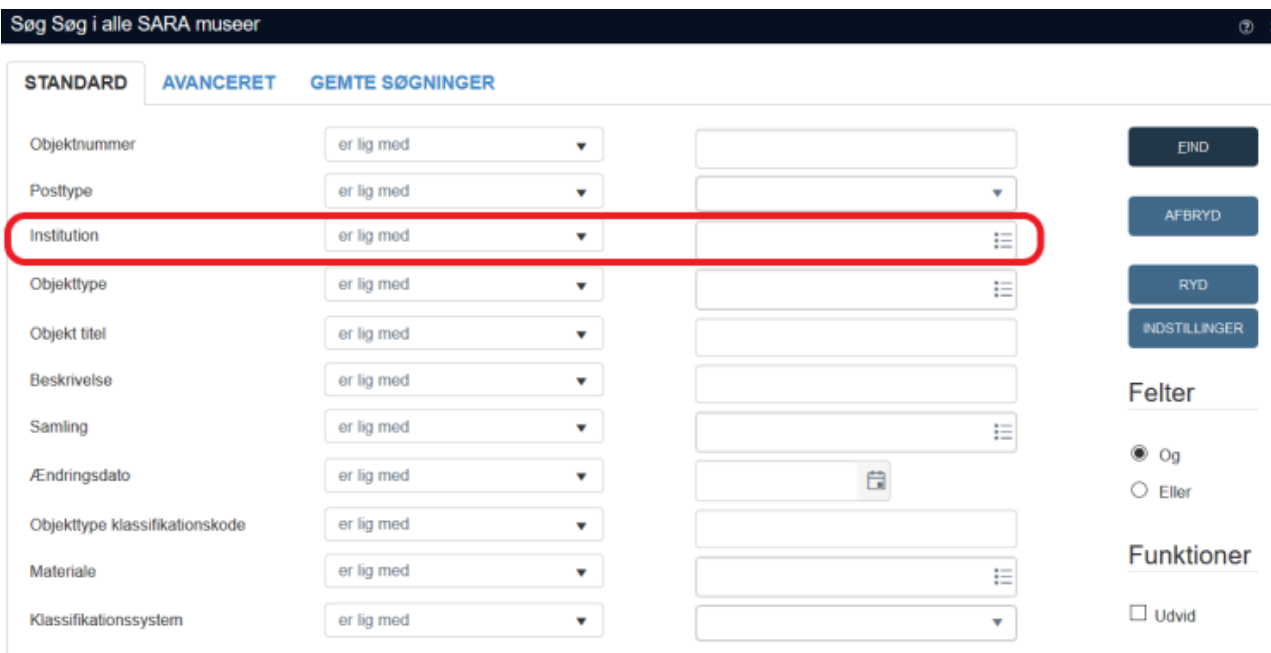 Søg Søg i alle SARA museer
STANDARD AVANCERET GEMTE SØGNINGER
Objektnummer er lig med FIND
Posttype er lig med
AFBRYD
Institution er lig med
Objekttype er lig med RYD
Objekt titel er lig med INDSTILLINGER
Beskrivelse er lig med
Felter
Samling er lig med
Og
Ændringsdato er lig med
Eller
Objekttype klassifikationskode er lig med
Funktioner
Materiale er lig med
Klassifikationssystem er lig med Udvid